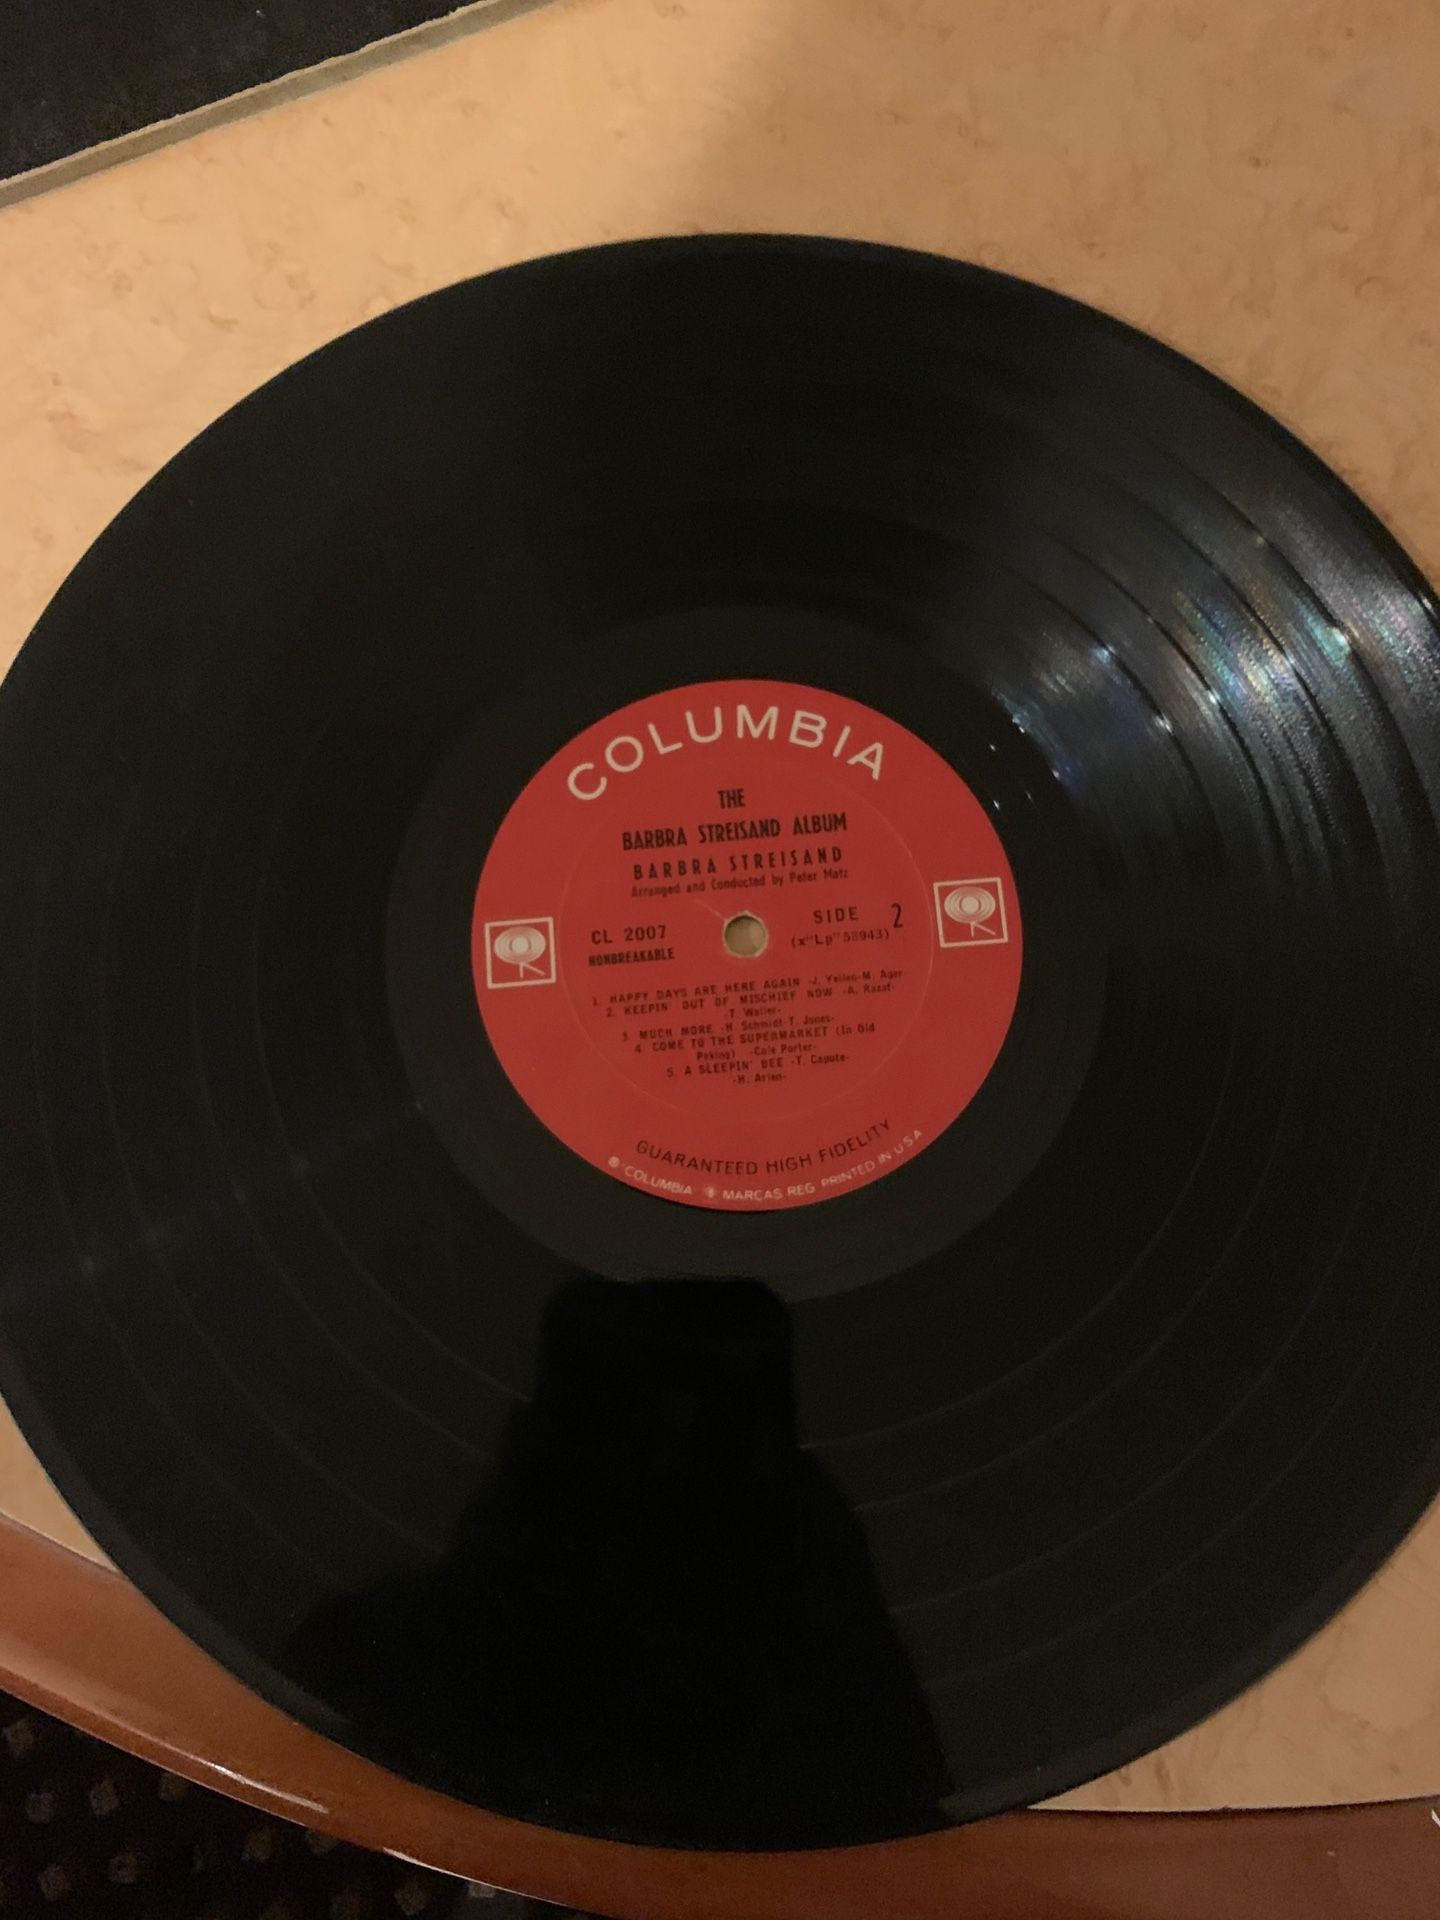 COLUMBIA
THE
BARBRA STREISAND ALBUM
BARBRA STREISAND
Arranged and Conducted by Peter Matz
CL 2007
NONBREAKABLE
SIDE 2
(x"Lp"58943)
1. HAPPY DAYS ARE HERE AGAIN -J. Yellen-M. Ager-
2. KEEPIN' OUT OF MISCHIEF NOW -A. Razaf-
-T. Waller-
3. MUCH MORE -H. Schmidt-T. Jones-
4. COME TO THE SUPERMARKET (In Old
Peking) -Cole Porter-
5. A SLEEPIN' BEE -T. Capote-
-H. Arlen-
GUARANTEED HIGH FIDELITY
® "COLUMBIA" MARCAS REG. PRINTED IN U S A